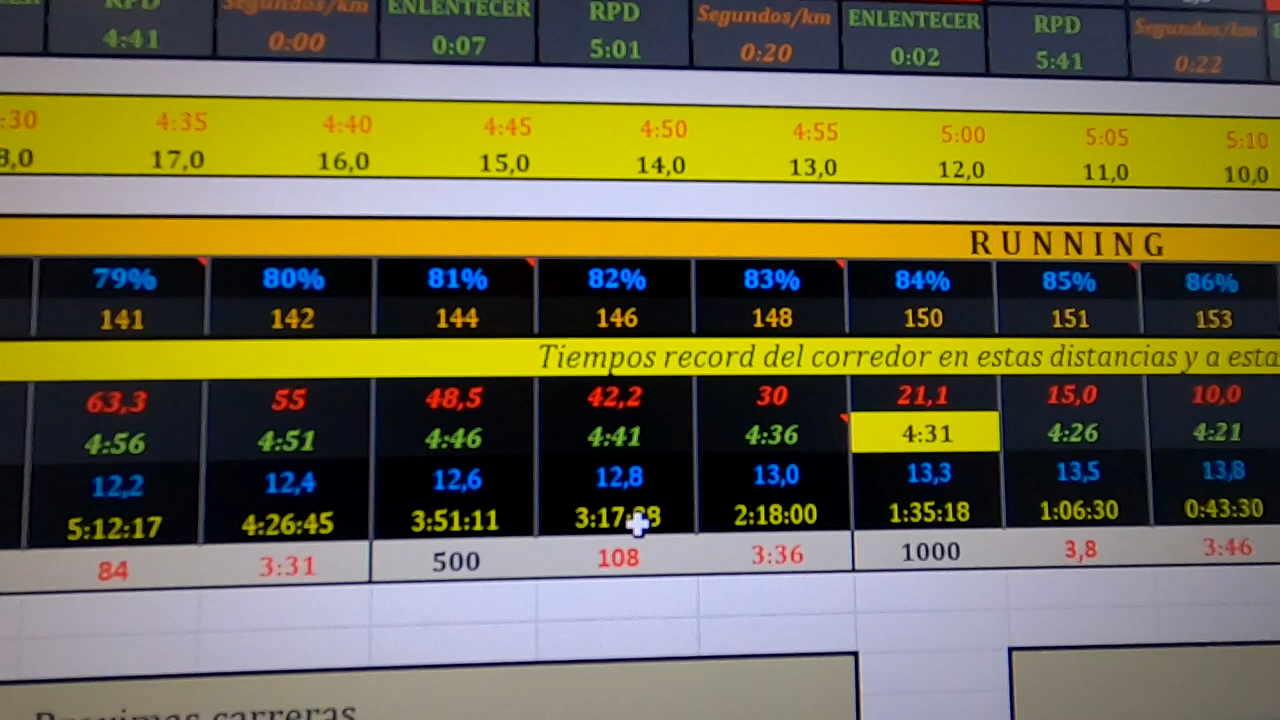 RPD Segundos/km ENLENTECER RPD Segundos/km ENLENTECER RPD Segundos/km
4:41 0:00 0:07 5:01 0:20 0:02 5:41 0:22
:30 4:35 4:40 4:45 4:50 4:55 5:00 5:05 5:10
8,0 17,0 16,0 15,0 14,0 13,0 12,0 11,0 10,0
RUNNING
79% 80% 81% 82% 83% 84% 85% 86%
141 142 144 146 148 150 151 153
Tiempos record del corredor en estas distancias y a esta
63,3 55 48,5 42,2 30 21,1 15,0 10,0
4:56 4:51 4:46 4:41 4:36 4:31 4:26 4:21
12,2 12,4 12,6 12,8 13,0 13,3 13,5 13,8
5:12:17 4:26:45 3:51:11 2:18:00 1:35:18 1:06:30 0:43:30
84 3:31 500 108 3:36 1000 3,8 3:46
Proximas carreras